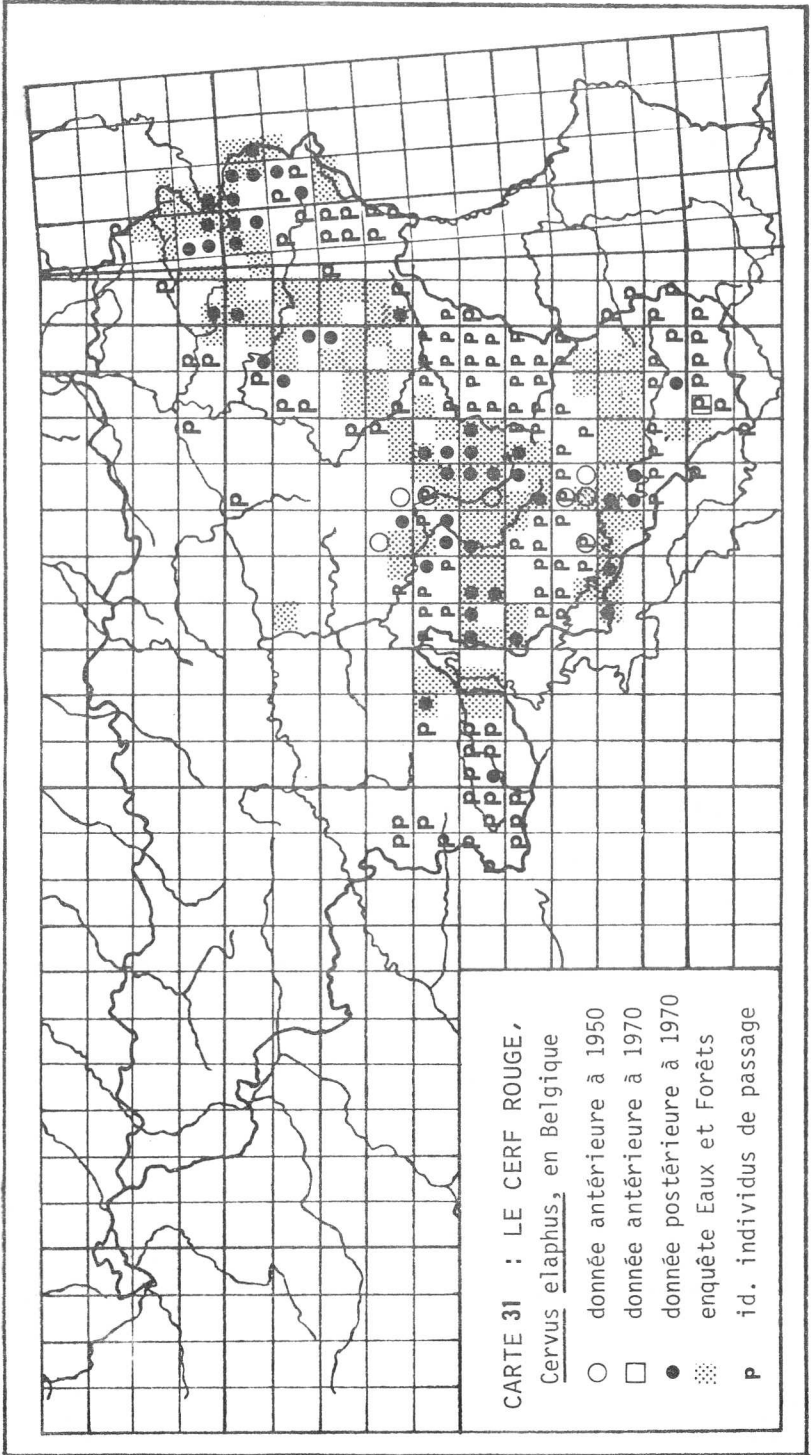 CARTE 31 : LE CERF ROUGE,
Cervus elaphus, en Belgique
○ donnée antérieure à 1950
□ donnée antérieure à 1970
● donnée postérieure à 1970
enquête Eaux et Forêts
P id. individus de passage